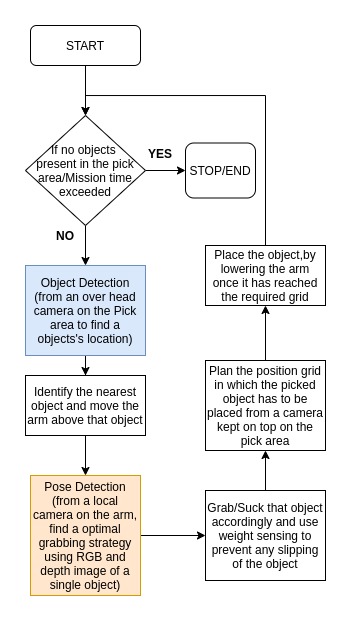 START
If no objects
present in the pick
area/Mission time
exceeded
YES
STOP/END
NO
Object Detection
(from an over head
camera on the Pick
area to find a
objects's location)
Identify the nearest
object and move the
arm above that object
Pose Detection
(from a local
camera on the arm,
find a optimal
grabbing strategy
using RGB and
depth image of a
single object)
Grab/Suck that object
accordingly and use
weight sensing to
prevent any slipping
of the object
Plan the position grid
in which the picked
object has to be
placed from a camera
kept on top on the
pick area
Place the object,by
lowering the arm
once it has reached
the required grid